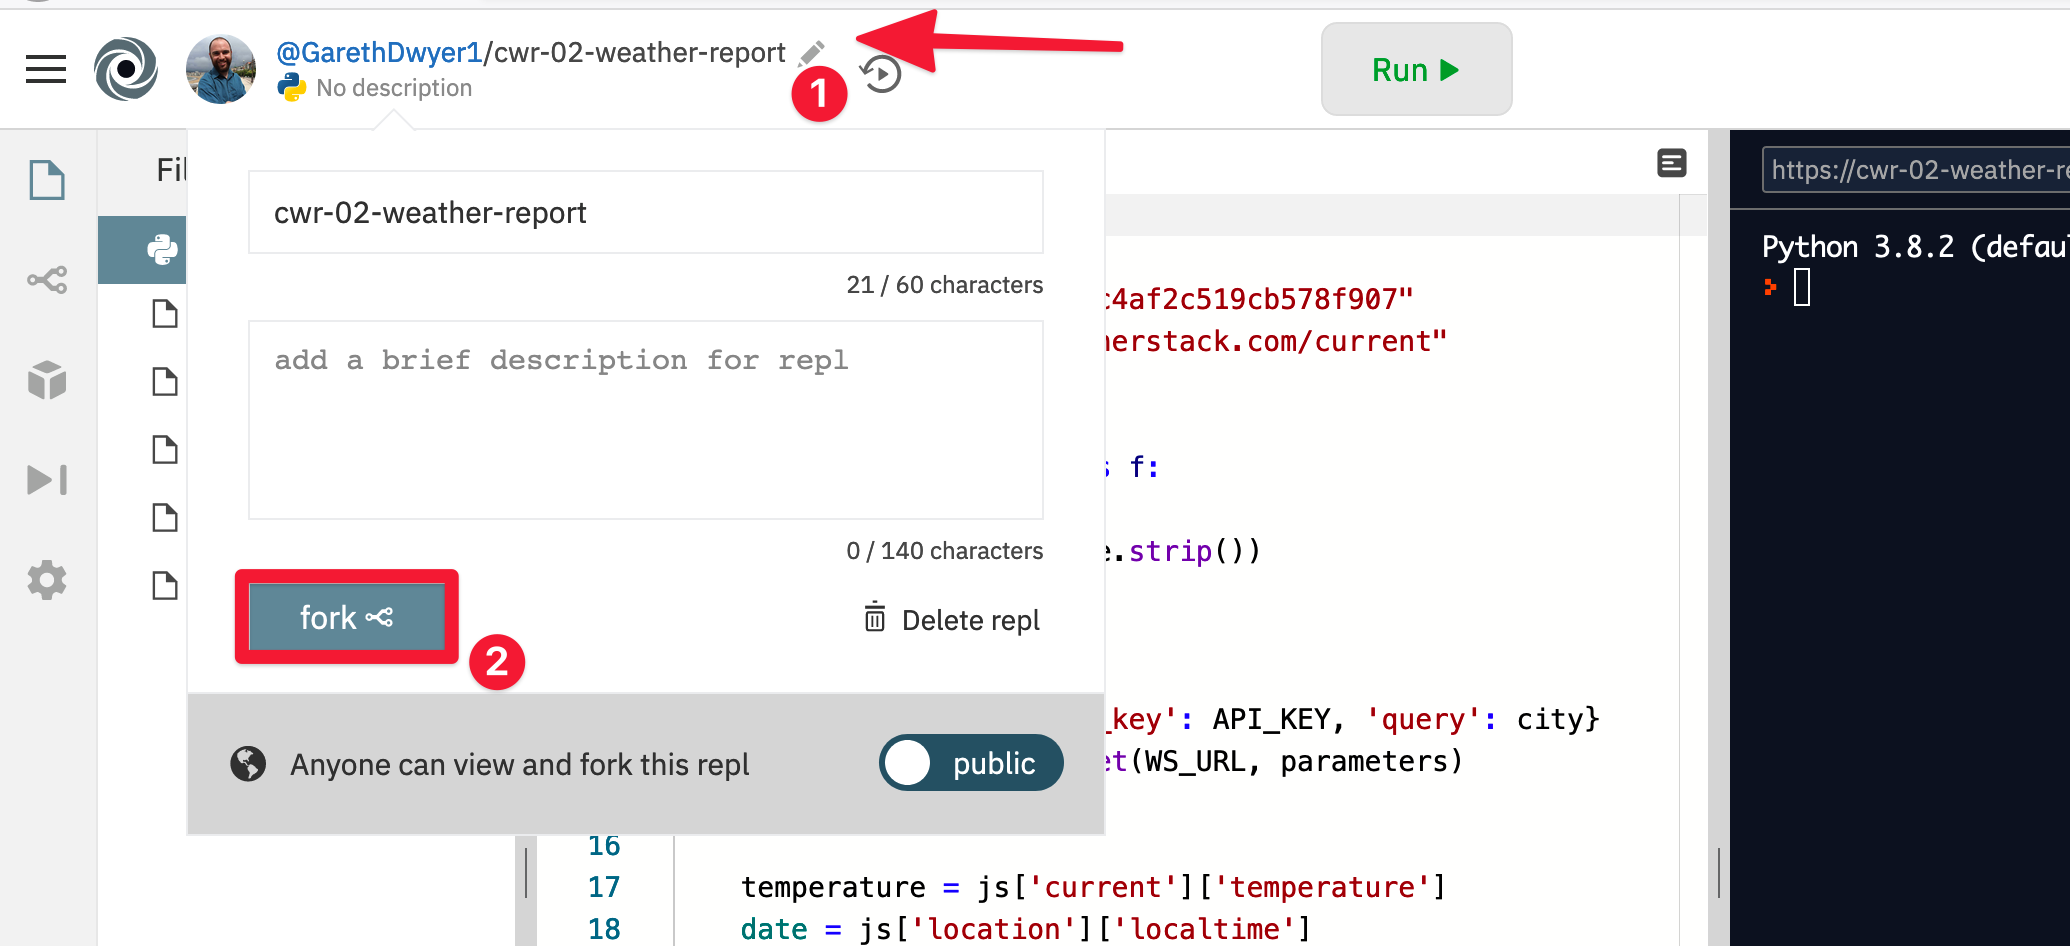 @GarethDwyer1/cwr-02-weather-report
No description
1
Run
Fil
cwr-02-weather-report
21 / 60 characters
add a brief description for repl
0 / 140 characters
fork
2
Delete repl
Anyone can view and fork this repl
public
c4af2c519cb578f907"
herstack.com/current"
s f:
e.strip())
_key': API_KEY, 'query': city}
et(WS_URL, parameters)
16
17 temperature = js['current']['temperature']
18 date = js['location']['localtime']
https://cwr-02-weather-re
Python 3.8.2 (defau